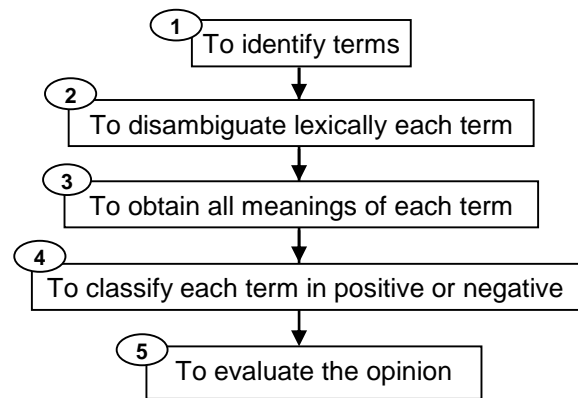 1
To identify terms
2
To disambiguate lexically each term
3
To obtain all meanings of each term
4
To classify each term in positive or negative
5
To evaluate the opinion